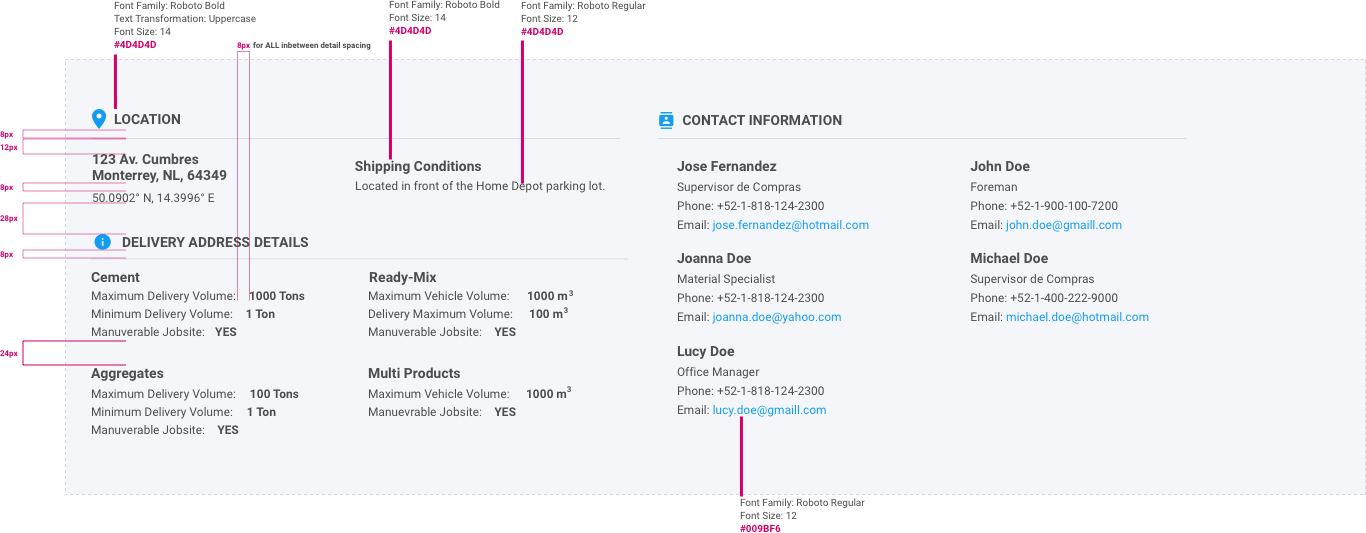 Font Family: Roboto Bold
Text Transformation: Uppercase
Font Size: 14
#4D4D4D
Font Family: Roboto Bold
Font Size: 14
#4D4D4D
Font Family: Roboto Regular
Font Size: 12
#4D4D4D
8px for ALL inbetween detail spacing
8px
12px
8px
28px
8px
24px
LOCATION
123 Av. Cumbres
Monterrey, NL, 64349
50.0902° N, 14.3996° E
Shipping Conditions
Located in front of the Home Depot parking lot.
DELIVERY ADDRESS DETAILS
Cement
Maximum Delivery Volume: 1000 Tons
Minimum Delivery Volume: 1 Ton
Manuverable Jobsite: YES
Ready-Mix
Maximum Vehicle Volume: 1000 m³
Delivery Maximum Volume: 100 m³
Manuverable Jobsite: YES
Aggregates
Maximum Delivery Volume: 100 Tons
Minimum Delivery Volume: 1 Ton
Manuverable Jobsite: YES
Multi Products
Maximum Vehicle Volume: 1000 m³
Manuevrable Jobsite: YES
CONTACT INFORMATION
Jose Fernandez
Supervisor de Compras
Phone: +52-1-818-124-2300
Email: jose.fernandez@hotmail.com
John Doe
Foreman
Phone: +52-1-900-100-7200
Email: john.doe@gmaill.com
Joanna Doe
Material Specialist
Phone: +52-1-818-124-2300
Email: joanna.doe@yahoo.com
Michael Doe
Supervisor de Compras
Phone: +52-1-400-222-9000
Email: michael.doe@hotmail.com
Lucy Doe
Office Manager
Phone: +52-1-818-124-2300
Email: lucy.doe@gmaill.com
Font Family: Roboto Regular
Font Size: 12
#009BF6